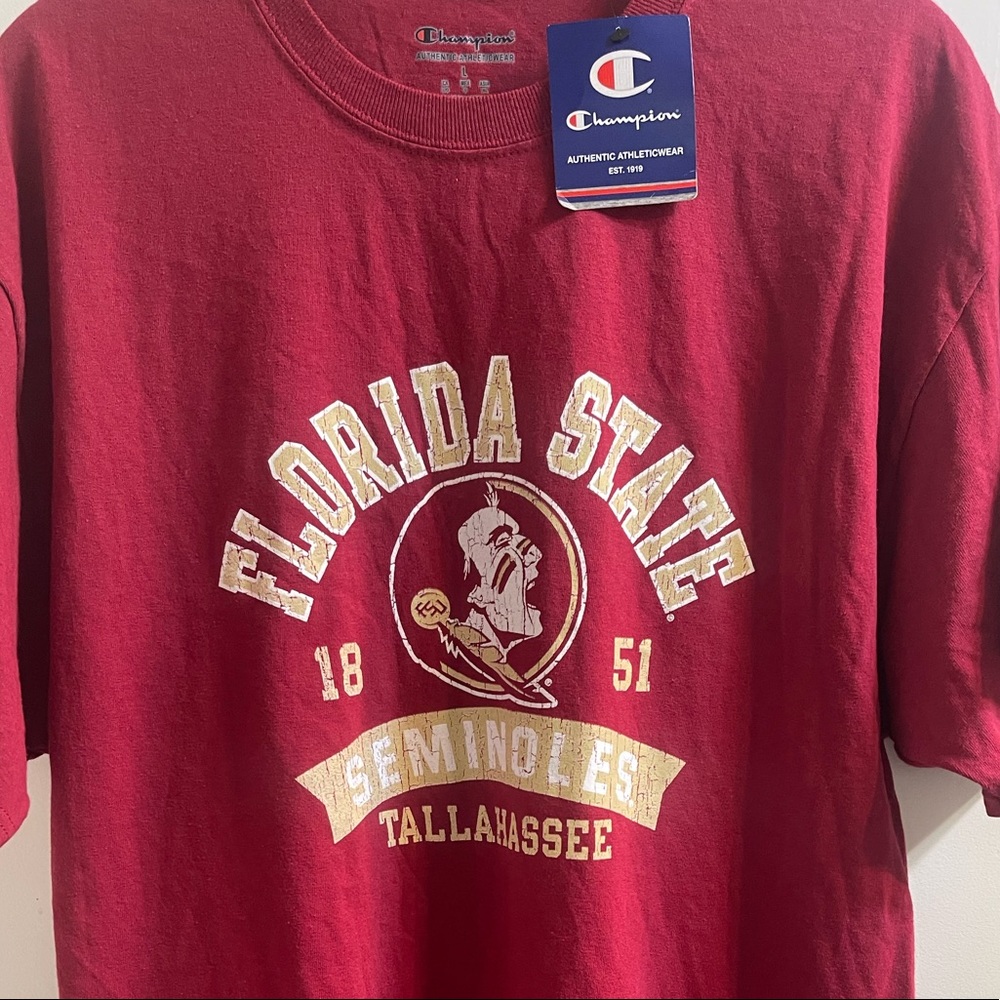 Champion
AUTHENTIC ATHLETICWEAR
L
Champion
AUTHENTIC ATHLETICWEAR
EST. 1919
FLORIDA STATE®
FSU
®
18 51
SEMINOLES
TALLAHASSEE